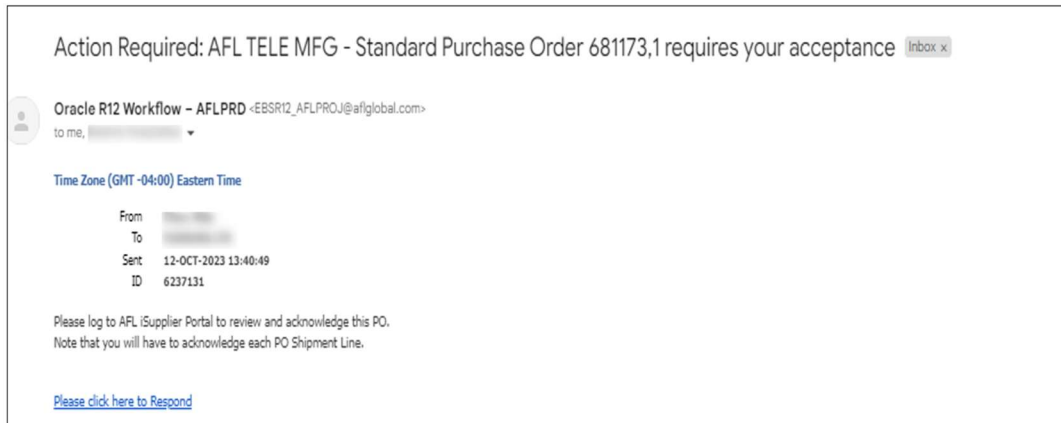 Action Required: AFL TELE MFG - Standard Purchase Order 681173,1 requires your acceptance Inbox x
Oracle R12 Workflow – AFLPRD <EBSR12_AFLPROJ@aflglobal.com>
to me,
Time Zone (GMT -04:00) Eastern Time
From
To
Sent 12-OCT-2023 13:40:49
ID 6237131
Please log to AFL iSupplier Portal to review and acknowledge this PO.
Note that you will have to acknowledge each PO Shipment Line.
Please click here to Respond